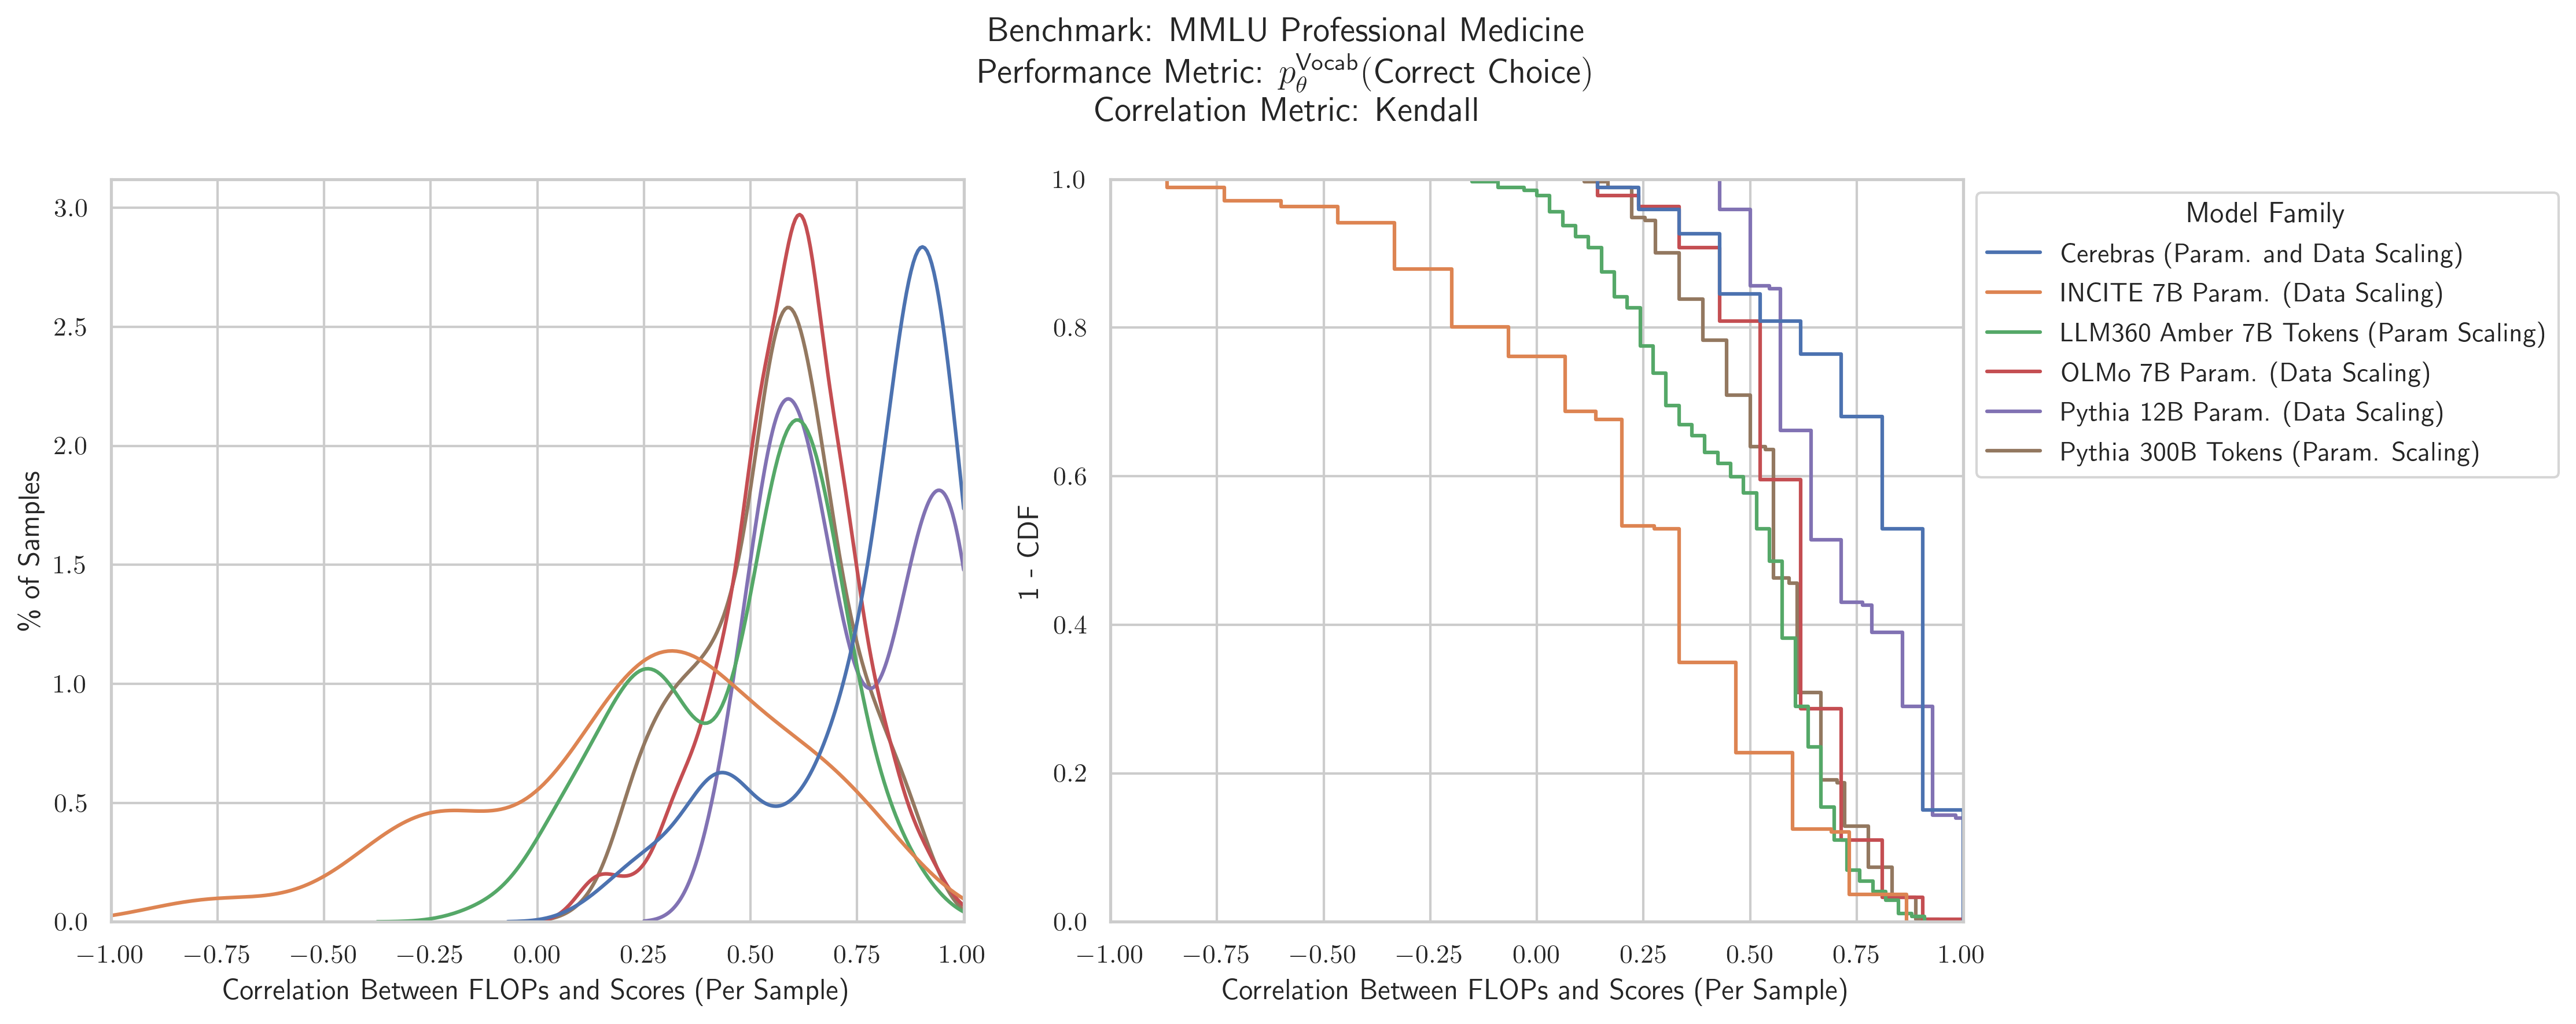 Benchmark: MMLU Professional Medicine
Performance Metric: $p_\theta^{\text{Vocab}}$(Correct Choice)
Correlation Metric: Kendall
% of Samples
3.0
2.5
2.0
1.5
1.0
0.5
0.0
−1.00 −0.75 −0.50 −0.25 0.00 0.25 0.50 0.75 1.00
Correlation Between FLOPs and Scores (Per Sample)
1 - CDF
1.0
0.8
0.6
0.4
0.2
0.0
−1.00 −0.75 −0.50 −0.25 0.00 0.25 0.50 0.75 1.00
Correlation Between FLOPs and Scores (Per Sample)
Model Family
Cerebras (Param. and Data Scaling)
INCITE 7B Param. (Data Scaling)
LLM360 Amber 7B Tokens (Param Scaling)
OLMo 7B Param. (Data Scaling)
Pythia 12B Param. (Data Scaling)
Pythia 300B Tokens (Param. Scaling)